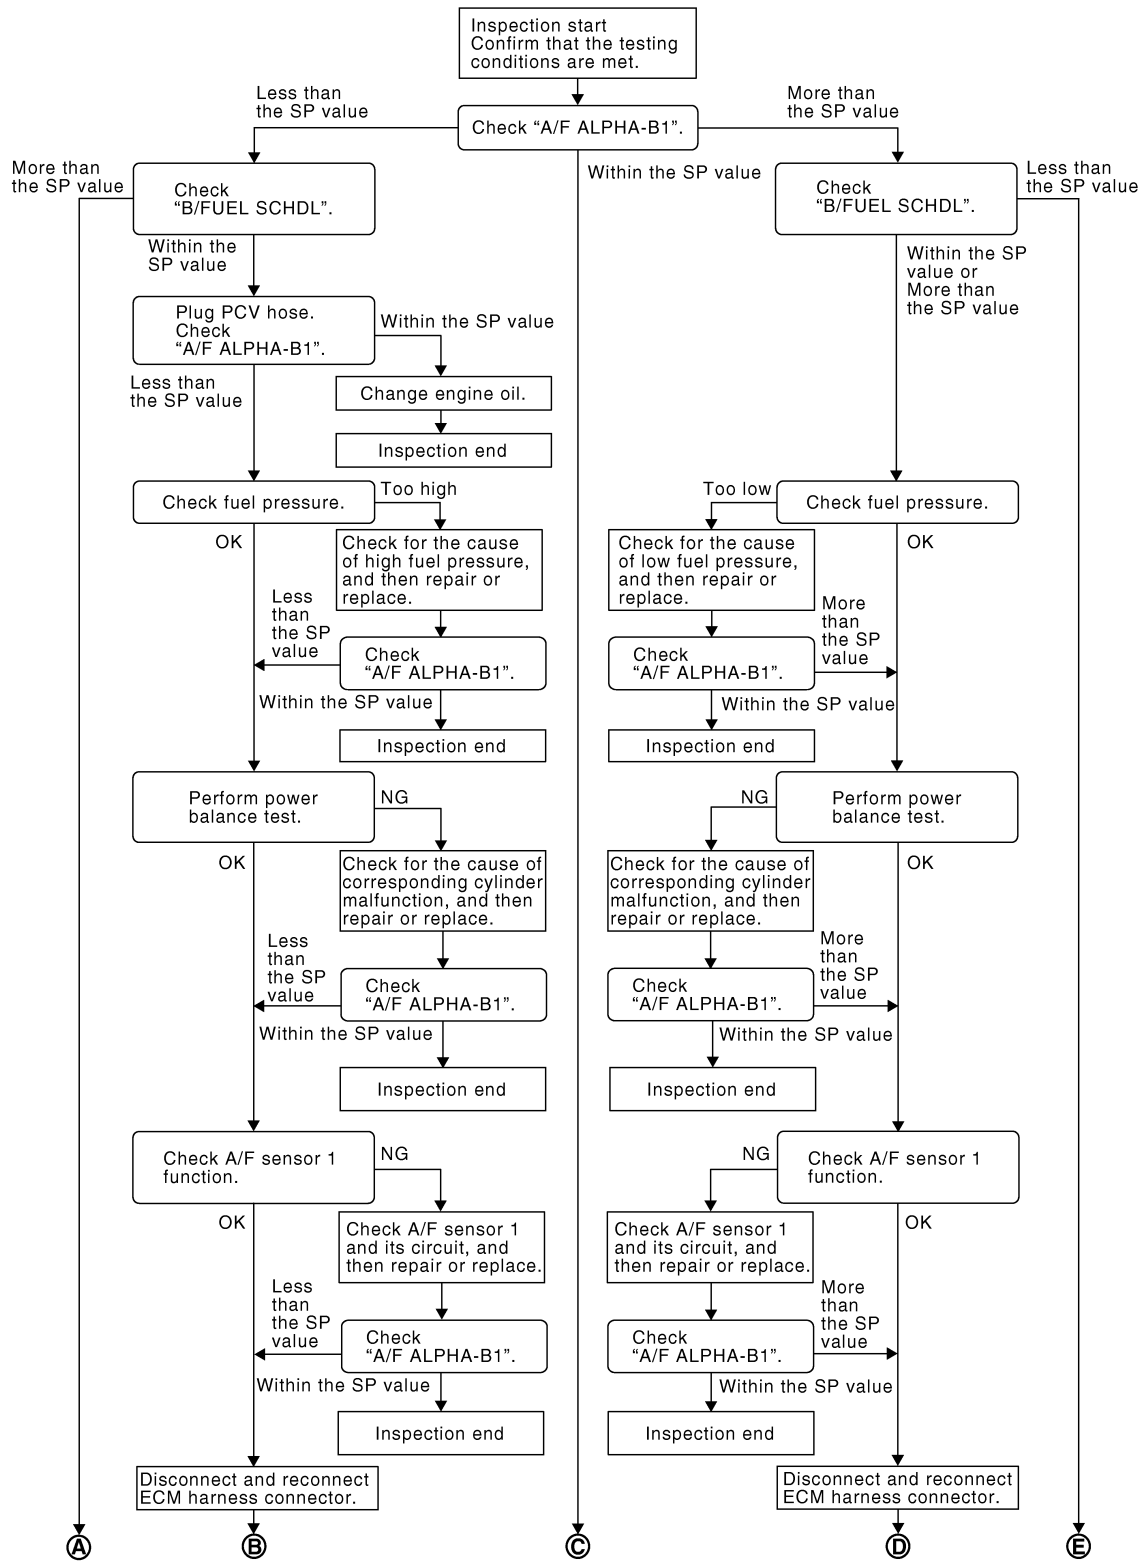 Inspection start
Confirm that the testing
conditions are met.
Less than
the SP value
More than
the SP value
Check “A/F ALPHA-B1”.
More than
the SP value
Check
“B/FUEL SCHDL”.
Within the SP value
Check
“B/FUEL SCHDL”.
Less than
the SP value
Within the
SP value
Within the SP
value or
More than
the SP value
Plug PCV hose.
Check
“A/F ALPHA-B1”.
Within the SP value
Less than
the SP value
Change engine oil.
Inspection end
Check fuel pressure.
Too high
Too low
Check fuel pressure.
OK
OK
Check for the cause
of high fuel pressure,
and then repair or
replace.
Check for the cause
of low fuel pressure,
and then repair or
replace.
Less
than
the SP
value
More
than
the SP
value
Check
“A/F ALPHA-B1”.
Check
“A/F ALPHA-B1”.
Within the SP value
Within the SP value
Inspection end
Inspection end
Perform power
balance test.
NG
NG
Perform power
balance test.
OK
OK
Check for the cause of
corresponding cylinder
malfunction, and then
repair or replace.
Check for the cause of
corresponding cylinder
malfunction, and then
repair or replace.
Less
than
the SP
value
More
than
the SP
value
Check
“A/F ALPHA-B1”.
Check
“A/F ALPHA-B1”.
Within the SP value
Within the SP value
Inspection end
Inspection end
Check A/F sensor 1
function.
NG
NG
Check A/F sensor 1
function.
OK
OK
Check A/F sensor 1
and its circuit, and
then repair or replace.
Check A/F sensor 1
and its circuit, and
then repair or replace.
Less
than
the SP
value
More
than
the SP
value
Check
“A/F ALPHA-B1”.
Check
“A/F ALPHA-B1”.
Within the SP value
Within the SP value
Inspection end
Inspection end
Disconnect and reconnect
ECM harness connector.
Disconnect and reconnect
ECM harness connector.
A
B
C
D
E